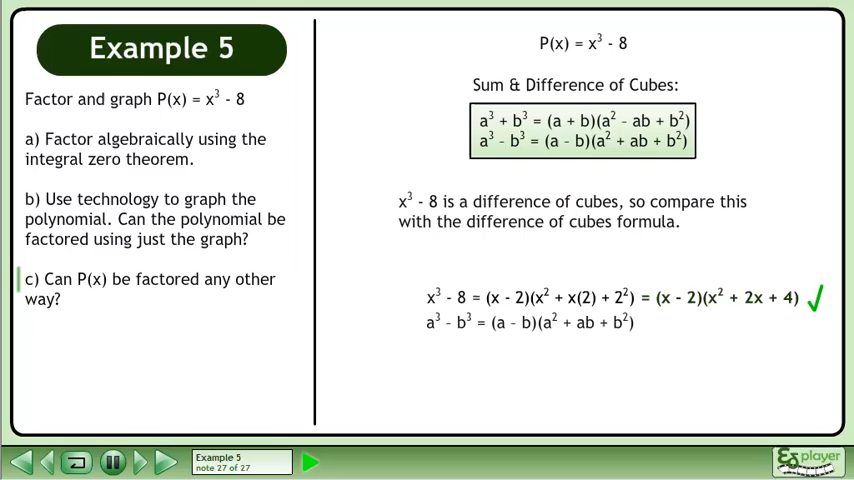 Example 5
Factor and graph P(x) = x³ - 8
a) Factor algebraically using the
integral zero theorem.
b) Use technology to graph the
polynomial. Can the polynomial be
factored using just the graph?
c) Can P(x) be factored any other
way?
P(x) = x³ - 8
Sum & Difference of Cubes:
a³ + b³ = (a + b)(a² – ab + b²)
a³ – b³ = (a – b)(a² + ab + b²)
x³ - 8 is a difference of cubes, so compare this
with the difference of cubes formula.
x³ - 8 = (x - 2)(x² + x(2) + 2²) = (x - 2)(x² + 2x + 4) ✓
a³ – b³ = (a – b)(a² + ab + b²)
Example 5
note 27 of 27
player